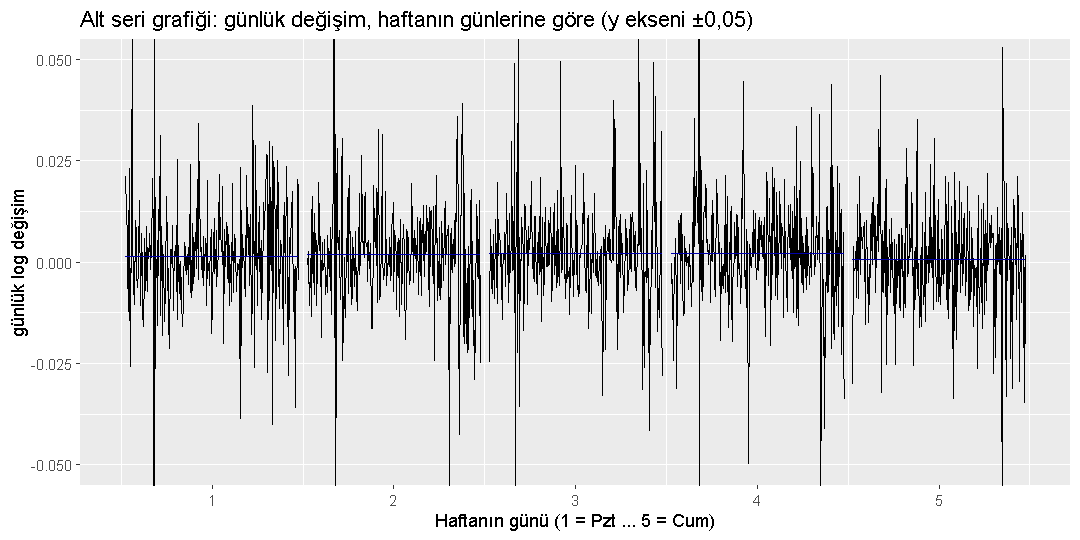 Alt seri grafiği: günlük değişim, haftanın günlerine göre (y ekseni ±0,05)
günlük log değişim
0.050
0.025
0.000
-0.025
-0.050
1 2 3 4 5
Haftanın günü (1 = Pzt ... 5 = Cum)